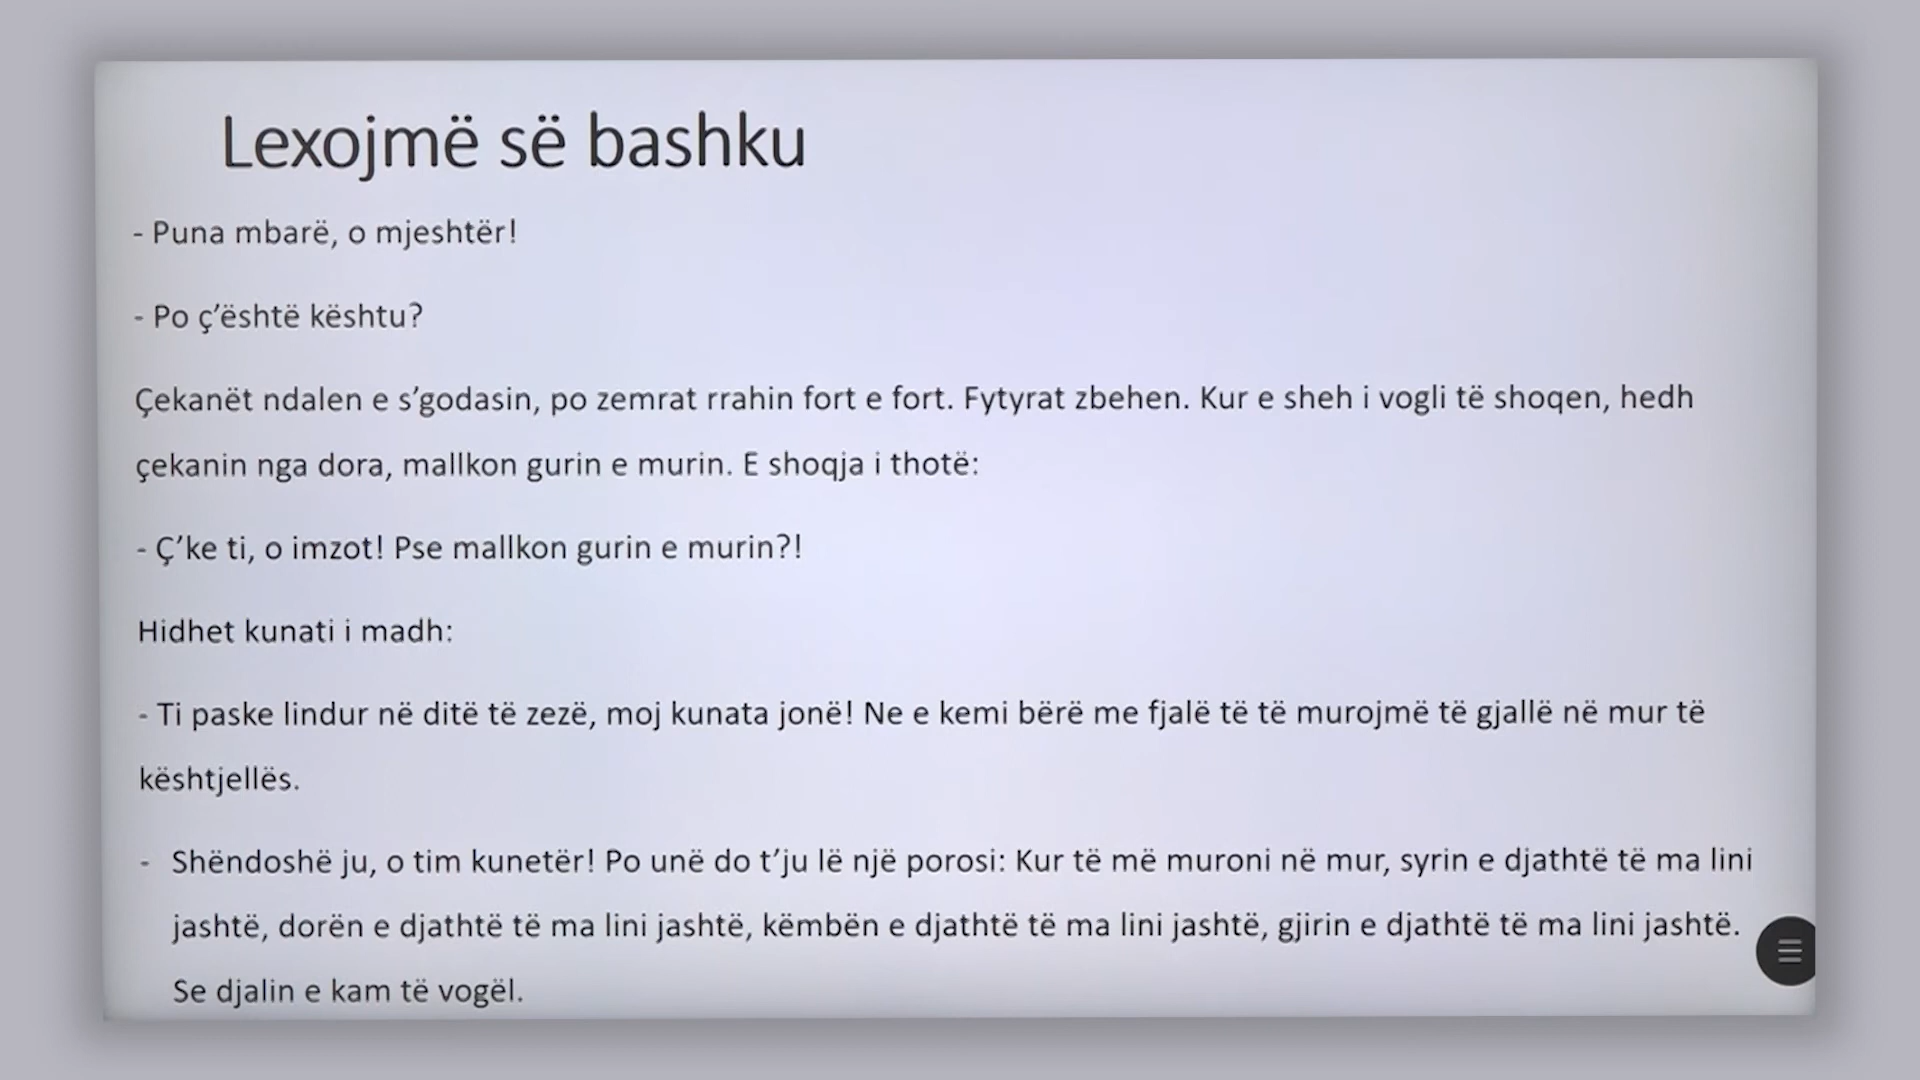 Lexojmë së bashku
- Puna mbarë, o mjeshtër!
- Po ç’është kështu?
Çekanët ndalen e s’godasin, po zemrat rrahin fort e fort. Fytyrat zbehen. Kur e sheh i vogli të shoqen, hedh
çekanin nga dora, mallkon gurin e murin. E shoqja i thotë:
- Ç’ke ti, o imzot! Pse mallkon gurin e murin?!
Hidhet kunati i madh:
- Ti paske lindur në ditë të zezë, moj kunata jonë! Ne e kemi bërë me fjalë të të murojmë të gjallë në mur të
kështjellës.
- Shëndoshë ju, o tim kunetër! Po unë do t’ju lë një porosi: Kur të më muroni në mur, syrin e djathtë të ma lini
jashtë, dorën e djathtë të ma lini jashtë, këmbën e djathtë të ma lini jashtë, gjirin e djathtë të ma lini jashtë.
Se djalin e kam të vogël.